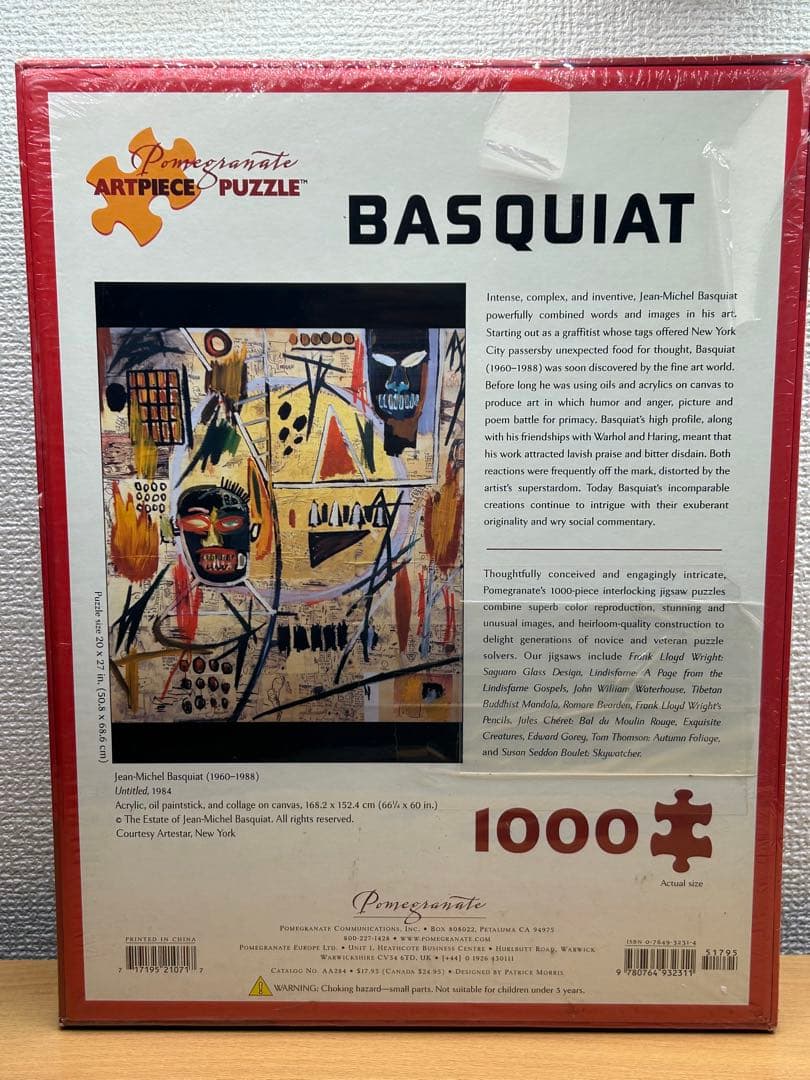 Pomegranate
ARTPIECE PUZZLE™
BASQUIAT
Intense, complex, and inventive, Jean-Michel Basquiat
powerfully combined words and images in his art.
Starting out as a graffitist whose tags offered New York
City passersby unexpected food for thought, Basquiat
(1960–1988) was soon discovered by the fine art world.
Before long he was using oils and acrylics on canvas to
produce art in which humor and anger, picture and
poem battle for primacy. Basquiat's high profile, along
with his friendships with Warhol and Haring, meant that
his work attracted lavish praise and bitter disdain. Both
reactions were frequently off the mark, distorted by the
artist's superstardom. Today Basquiat's incomparable
creations continue to intrigue with their exuberant
originality and wry social commentary.
Thoughtfully conceived and engagingly intricate,
Pomegranate's 1000-piece interlocking jigsaw puzzles
combine superb color reproduction, stunning and
unusual images, and heirloom-quality construction to
delight generations of novice and veteran puzzle
solvers. Our jigsaws include Frank Lloyd Wright:
Saguaro Glass Design, Lindisfarne: A Page from the
Lindisfarne Gospels, John William Waterhouse, Tibetan
Buddhist Mandala, Romare Bearden, Frank Lloyd Wright's
Pencils, Jules Chéret: Bal du Moulin Rouge, Exquisite
Creatures, Edward Gorey, Tom Thomson: Autumn Foliage,
and Susan Seddon Boulet: Skywatcher.
Puzzle size 20 x 27 in. (50.8 x 68.6 cm)
Jean-Michel Basquiat (1960–1988)
Untitled, 1984
Acrylic, oil paintstick, and collage on canvas, 168.2 x 152.4 cm (66¼ x 60 in.)
© The Estate of Jean-Michel Basquiat. All rights reserved.
Courtesy Artestar, New York
1000
Actual size
Pomegranate
POMEGRANATE COMMUNICATIONS, INC. • BOX 808022, PETALUMA CA 94975
800-227-1428 • WWW.POMEGRANATE.COM
POMEGRANATE EUROPE LTD. • UNIT 1, HEATHCOTE BUSINESS CENTRE • HURLBUTT ROAD, WARWICK
WARWICKSHIRE CV34 6TD, UK • [+44] 0 1926 430111
CATALOG NO. AA284 • $17.95 (CANADA $24.95) • DESIGNED BY PATRICE MORRIS
WARNING: Choking hazard—small parts. Not suitable for children under 3 years.
PRINTED IN CHINA
7 17195 21071 7
ISBN 0-7649-3231-4
51795
9 780764 932311